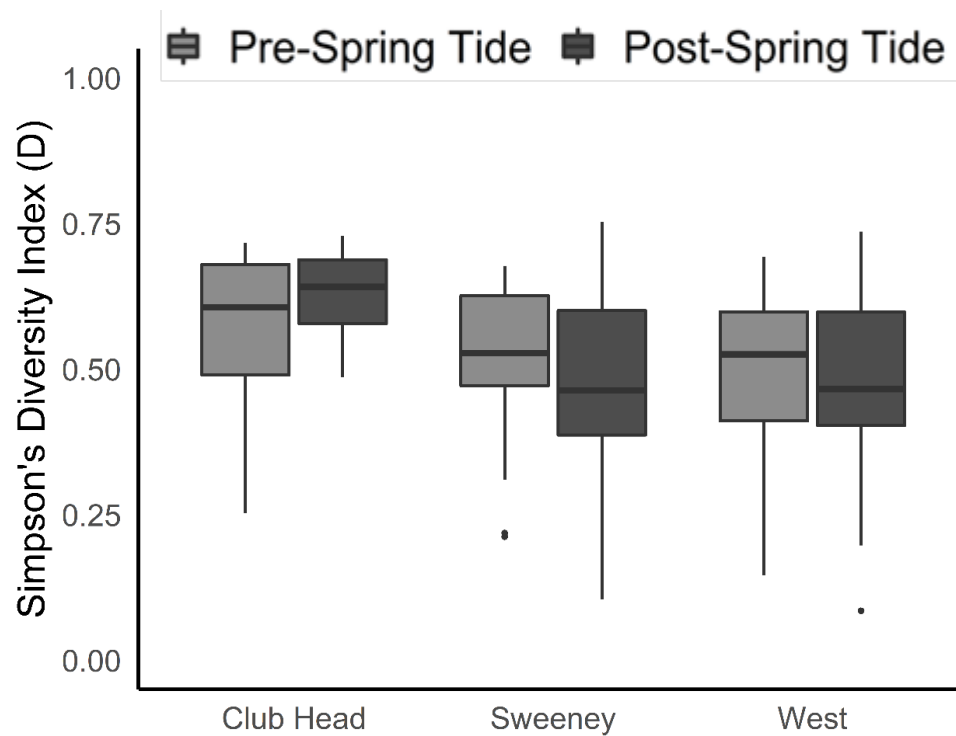 Pre-Spring Tide Post-Spring Tide
Simpson's Diversity Index (D)
1.00
0.75
0.50
0.25
0.00
Club Head Sweeney West